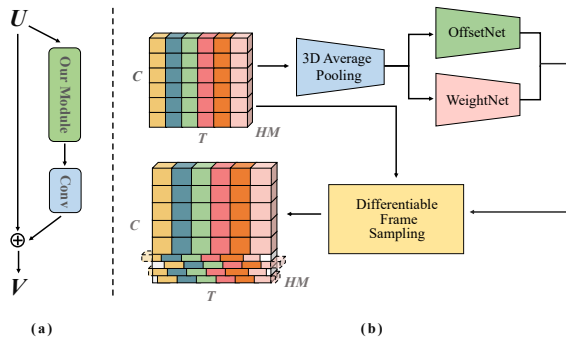 U
Our Module
Conv
V
(a)
C
T
HM
3D Average
Pooling
OffsetNet
WeightNet
Differentiable
Frame
Sampling
C
T
HM
(b)